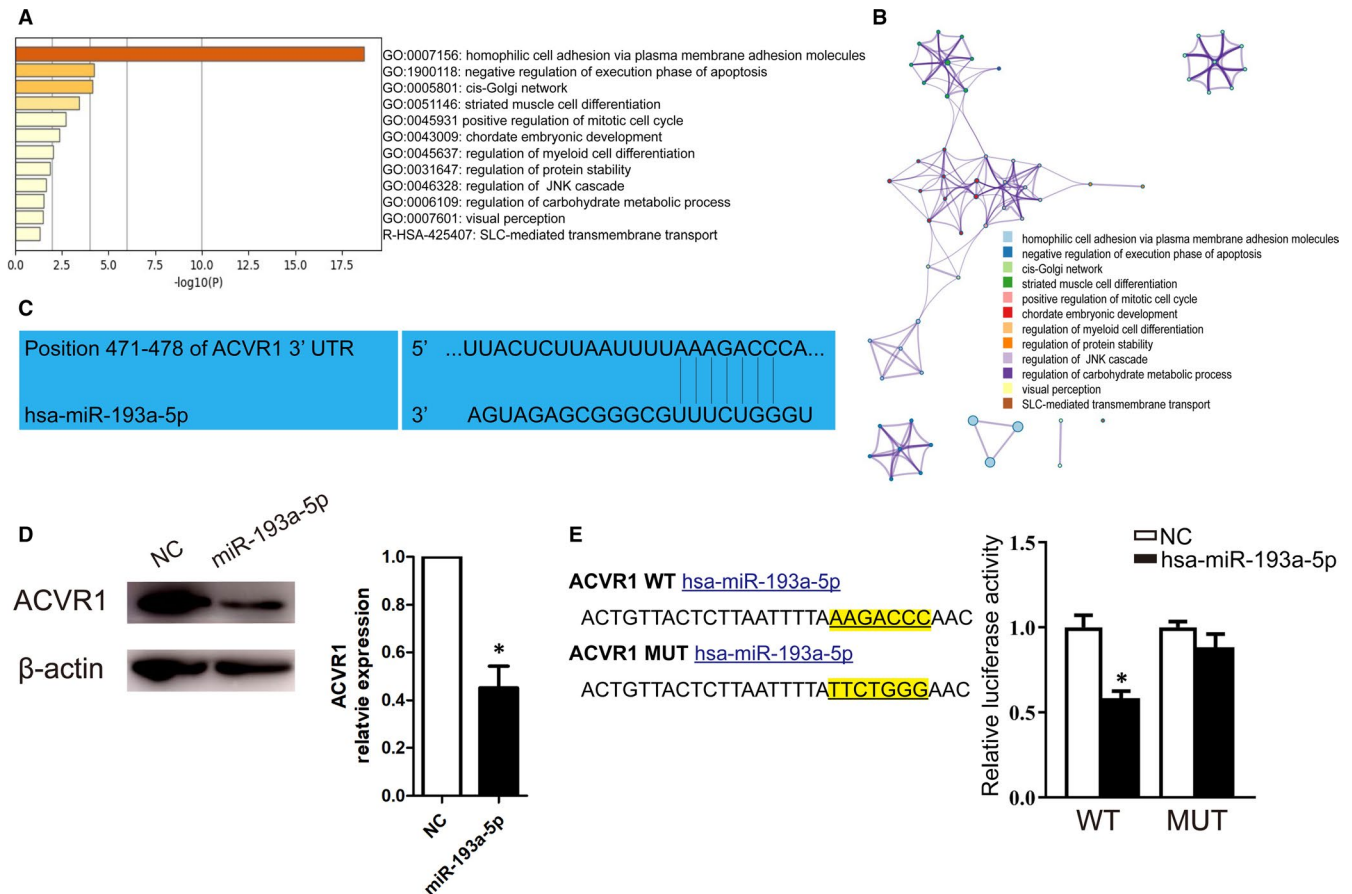 A
GO:0007156: homophilic cell adhesion via plasma membrane adhesion molecules
GO:1900118: negative regulation of execution phase of apoptosis
GO:0005801: cis-Golgi network
GO:0051146: striated muscle cell differentiation
GO:0045931 positive regulation of mitotic cell cycle
GO:0043009: chordate embryonic development
GO:0045637: regulation of myeloid cell differentiation
GO:0031647: regulation of protein stability
GO:0046328: regulation of JNK cascade
GO:0006109: regulation of carbohydrate metabolic process
GO:0007601: visual perception
R-HSA-425407: SLC-mediated transmembrane transport
0.0 2.5 5.0 7.5 10.0 12.5 15.0 17.5
-log10(P)
B
homophilic cell adhesion via plasma membrane adhesion molecules
negative regulation of execution phase of apoptosis
cis-Golgi network
striated muscle cell differentiation
positive regulation of mitotic cell cycle
chordate embryonic development
regulation of myeloid cell differentiation
regulation of protein stability
regulation of JNK cascade
regulation of carbohydrate metabolic process
visual perception
SLC-mediated transmembrane transport
C
Position 471-478 of ACVR1 3' UTR 5' ...UUACUCUUAAUUUUAAAGACCCA...
hsa-miR-193a-5p 3' AGUAGAGCGGGCGUUUCUGGGU
D
NC miR-193a-5p
ACVR1
β-actin
ACVR1
relatvie expression
1.0
0.8
0.6
0.4
0.2
0.0
*
NC
miR-193a-5p
E
ACVR1 WT hsa-miR-193a-5p
ACTGTTACTCTTAATTTTAAAGACCCAAC
ACVR1 MUT hsa-miR-193a-5p
ACTGTTACTCTTAATTTTATTCTGGGAAC
NC
hsa-miR-193a-5p
Relative luciferase activity
1.5
1.0
0.5
0.0
*
WT MUT